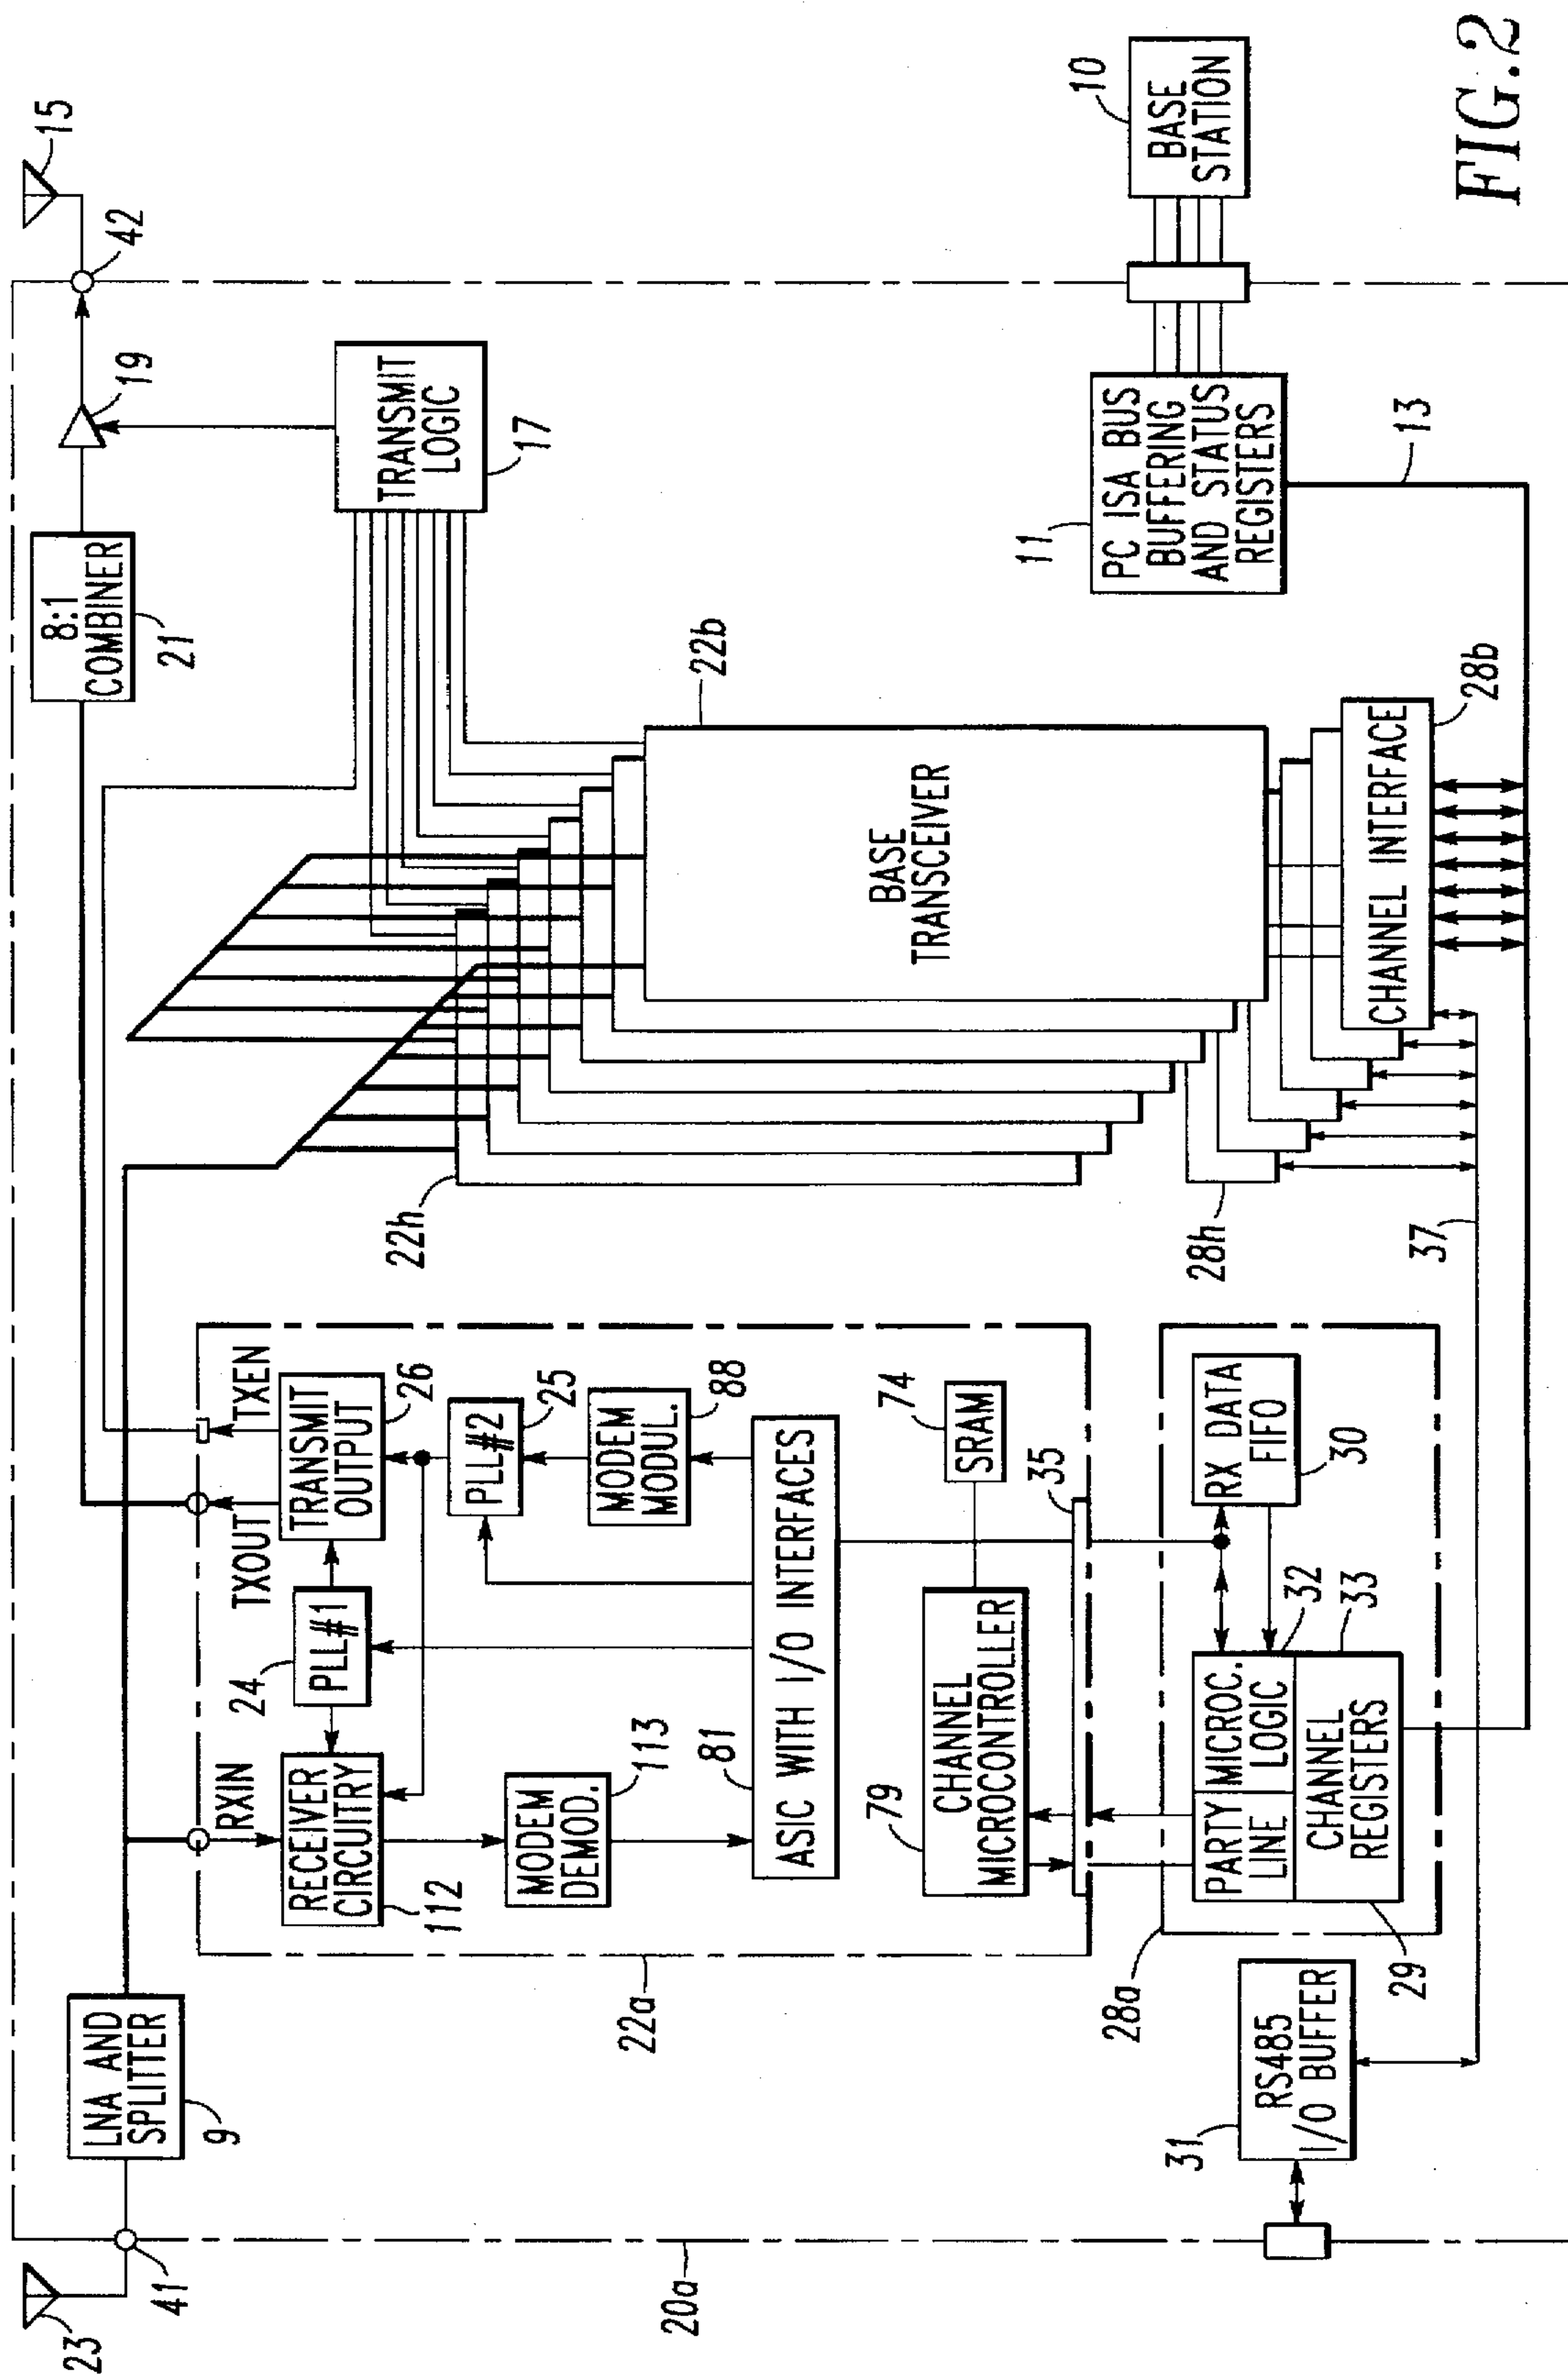 23
41
LNA AND
SPLITTER
9
8:1
COMBINER
21
19
42
15
TRANSMIT
LOGIC
17
RXIN
TXOUT
TXEN
RECEIVER
CIRCUITRY
112
24
PLL#1
TRANSMIT
OUTPUT
26
PLL#2
25
MODEM
DEMOD.
113
MODEM
MODUL.
88
81
ASIC WITH I/O INTERFACES
79
CHANNEL
MICROCONTROLLER
SRAM
74
35
22a
22h
22b
BASE
TRANSCEIVER
20a
28a
PARTY
LINE
MICROC.
LOGIC
32
CHANNEL
REGISTERS
33
29
RX DATA
FIFO
30
31
RS485
I/O BUFFER
37
28h
CHANNEL INTERFACE
28b
11
PC ISA BUS
BUFFERING
AND STATUS
REGISTERS
13
10
BASE
STATION
FIG.2